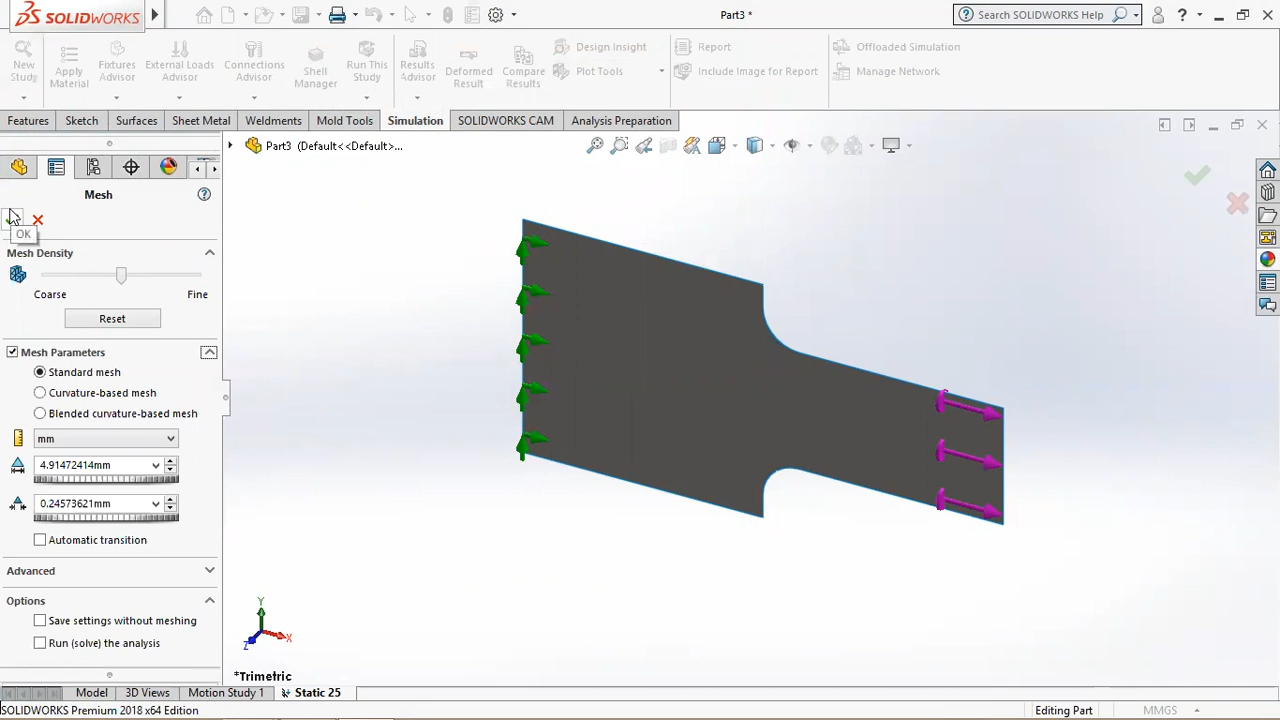 SOLIDWORKS
Part3 *
Search SOLIDWORKS Help
New Study
Apply Material
Fixtures Advisor
External Loads Advisor
Connections Advisor
Shell Manager
Run This Study
Results Advisor
Deformed Result
Compare Results
Design Insight
Plot Tools
Report
Include Image for Report
Offloaded Simulation
Manage Network
Features
Sketch
Surfaces
Sheet Metal
Weldments
Mold Tools
Simulation
SOLIDWORKS CAM
Analysis Preparation
Part3 (Default<<Default>...
Mesh
OK
Mesh Density
Coarse
Fine
Reset
Mesh Parameters
Standard mesh
Curvature-based mesh
Blended curvature-based mesh
mm
4.91472414mm
0.24573621mm
Automatic transition
Advanced
Options
Save settings without meshing
Run (solve) the analysis
Y
X
Z
*Trimetric
Model
3D Views
Motion Study 1
Static 25
SOLIDWORKS Premium 2018 x64 Edition
Editing Part
MMGS